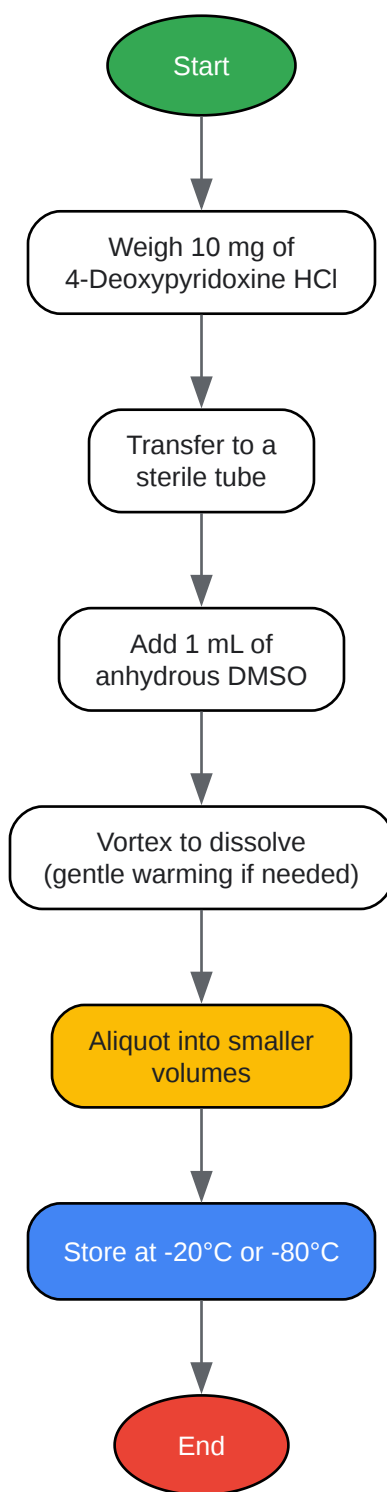 Start
Weigh 10 mg of
4-Deoxypyridoxine HCl
Transfer to a
sterile tube
Add 1 mL of
anhydrous DMSO
Vortex to dissolve
(gentle warming if needed)
Aliquot into smaller
volumes
Store at -20°C or -80°C
End